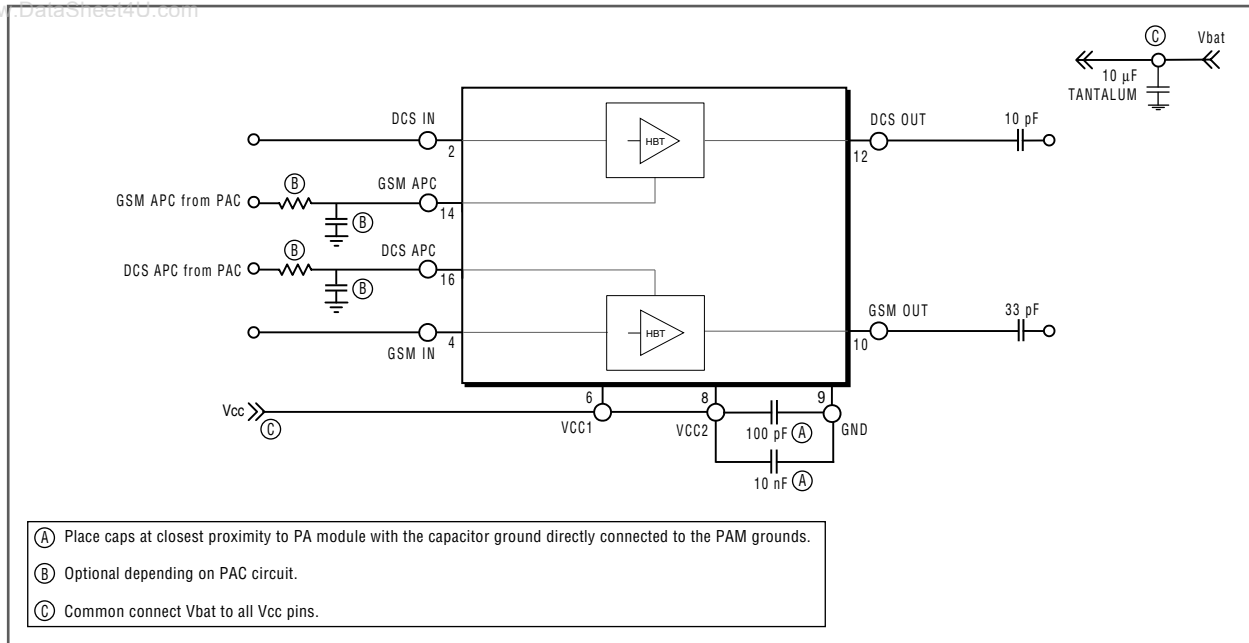 w.DataSheet4U.com
C Vbat
10 µF
TANTALUM
DCS IN
2
HBT
DCS OUT
12
10 pF
B
GSM APC
GSM APC from PAC
14
B
B
DCS APC
DCS APC from PAC
16
B
GSM IN
4
HBT
GSM OUT
10
33 pF
Vcc
C
6
VCC1
8
VCC2
9
GND
100 pF A
10 nF A
A Place caps at closest proximity to PA module with the capacitor ground directly connected to the PAM grounds.
B Optional depending on PAC circuit.
C Common connect Vbat to all Vcc pins.